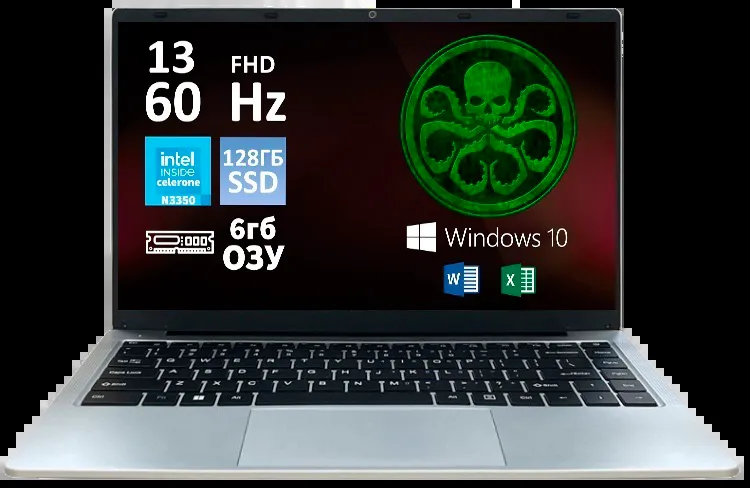 13 FHD
60 Hz
intel
INSIDE
celerone
N3350
128ГБ
SSD
6гб
ОЗУ
Windows 10
W
X